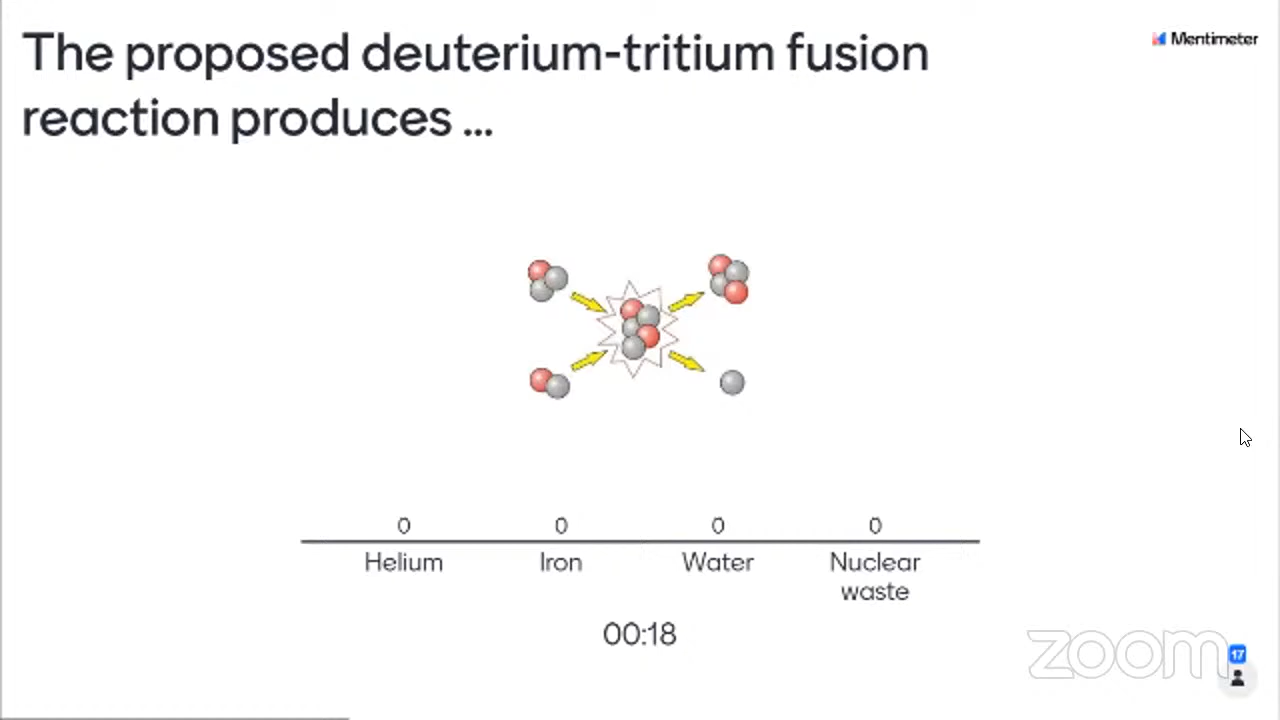 The proposed deuterium-tritium fusion
reaction produces ...
Mentimeter
0 0 0 0
Helium Iron Water Nuclear
waste
00:18
zoom
17